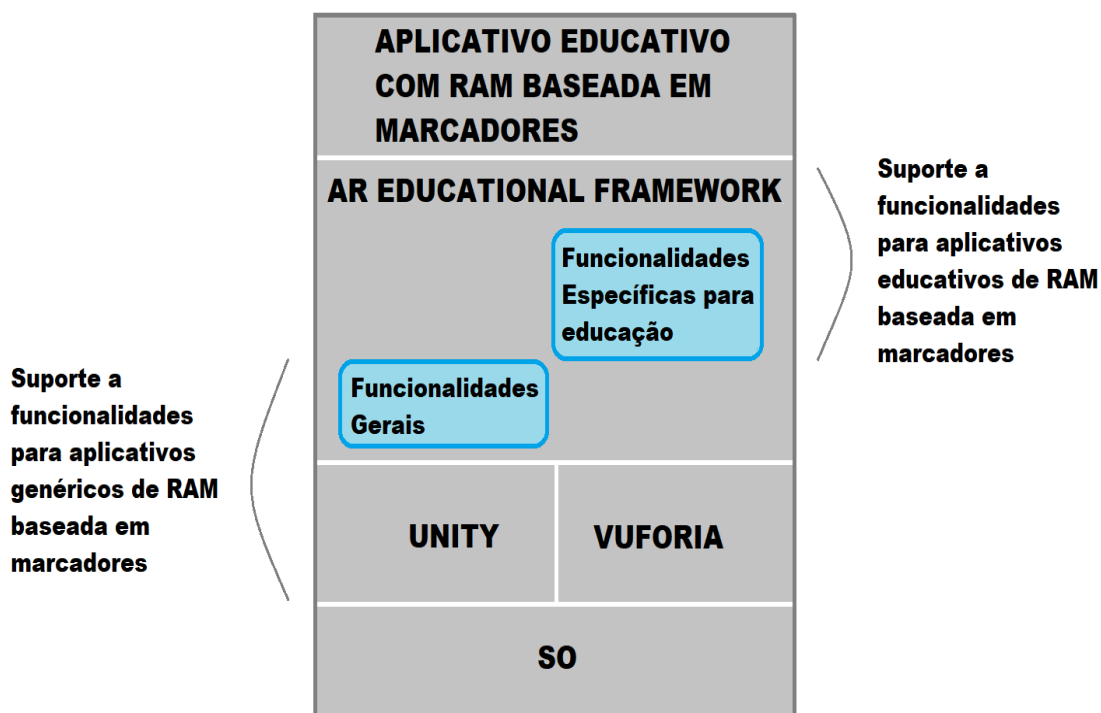 APLICATIVO EDUCATIVO
COM RAM BASEADA EM
MARCADORES
AR EDUCATIONAL FRAMEWORK
Funcionalidades
Específicas para
educação
Funcionalidades
Gerais
Suporte a
funcionalidades
para aplicativos
educativos de RAM
baseada em
marcadores
Suporte a
funcionalidades
para aplicativos
genéricos de RAM
baseada em
marcadores
UNITY
VUFORIA
SO